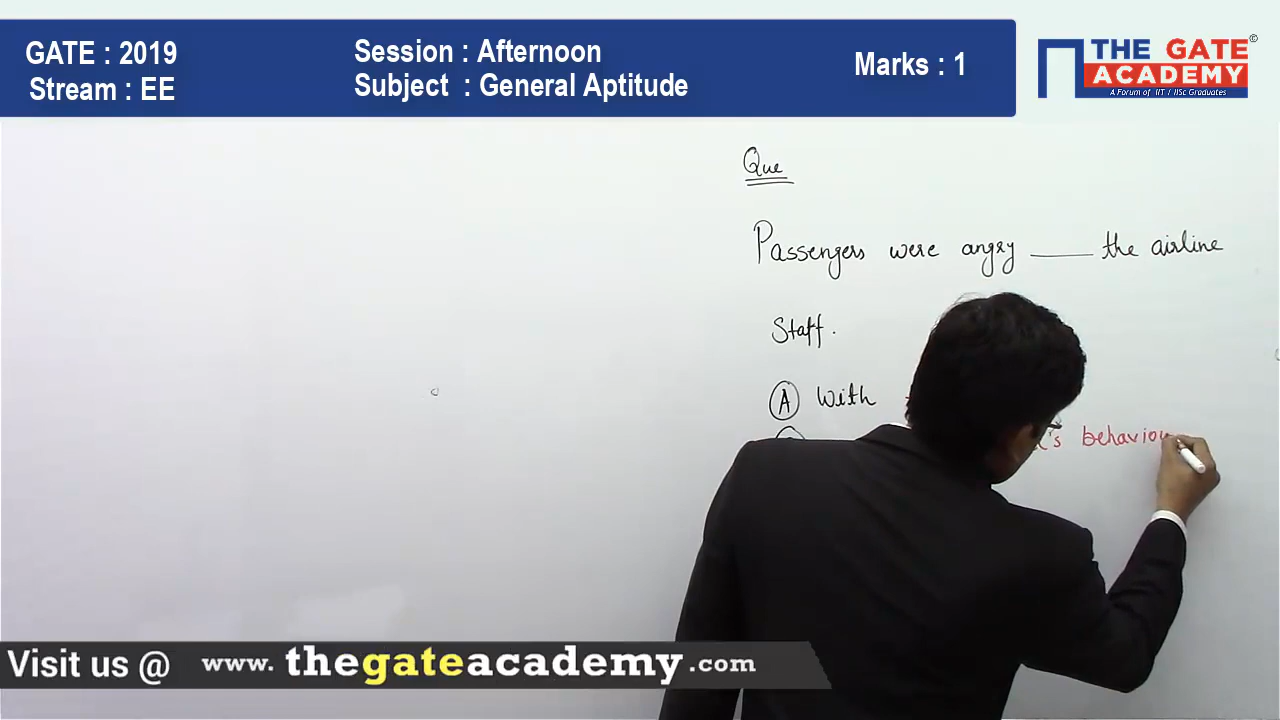 GATE : 2019
Stream : EE
Session : Afternoon
Subject : General Aptitude
Marks : 1
THE GATE
ACADEMY
©
A Forum of IIT / IISc Graduates
Que
Passengers were angry ____ the airline
Staff.
A With
's behaviou
Visit us @ www.thegateacademy.com